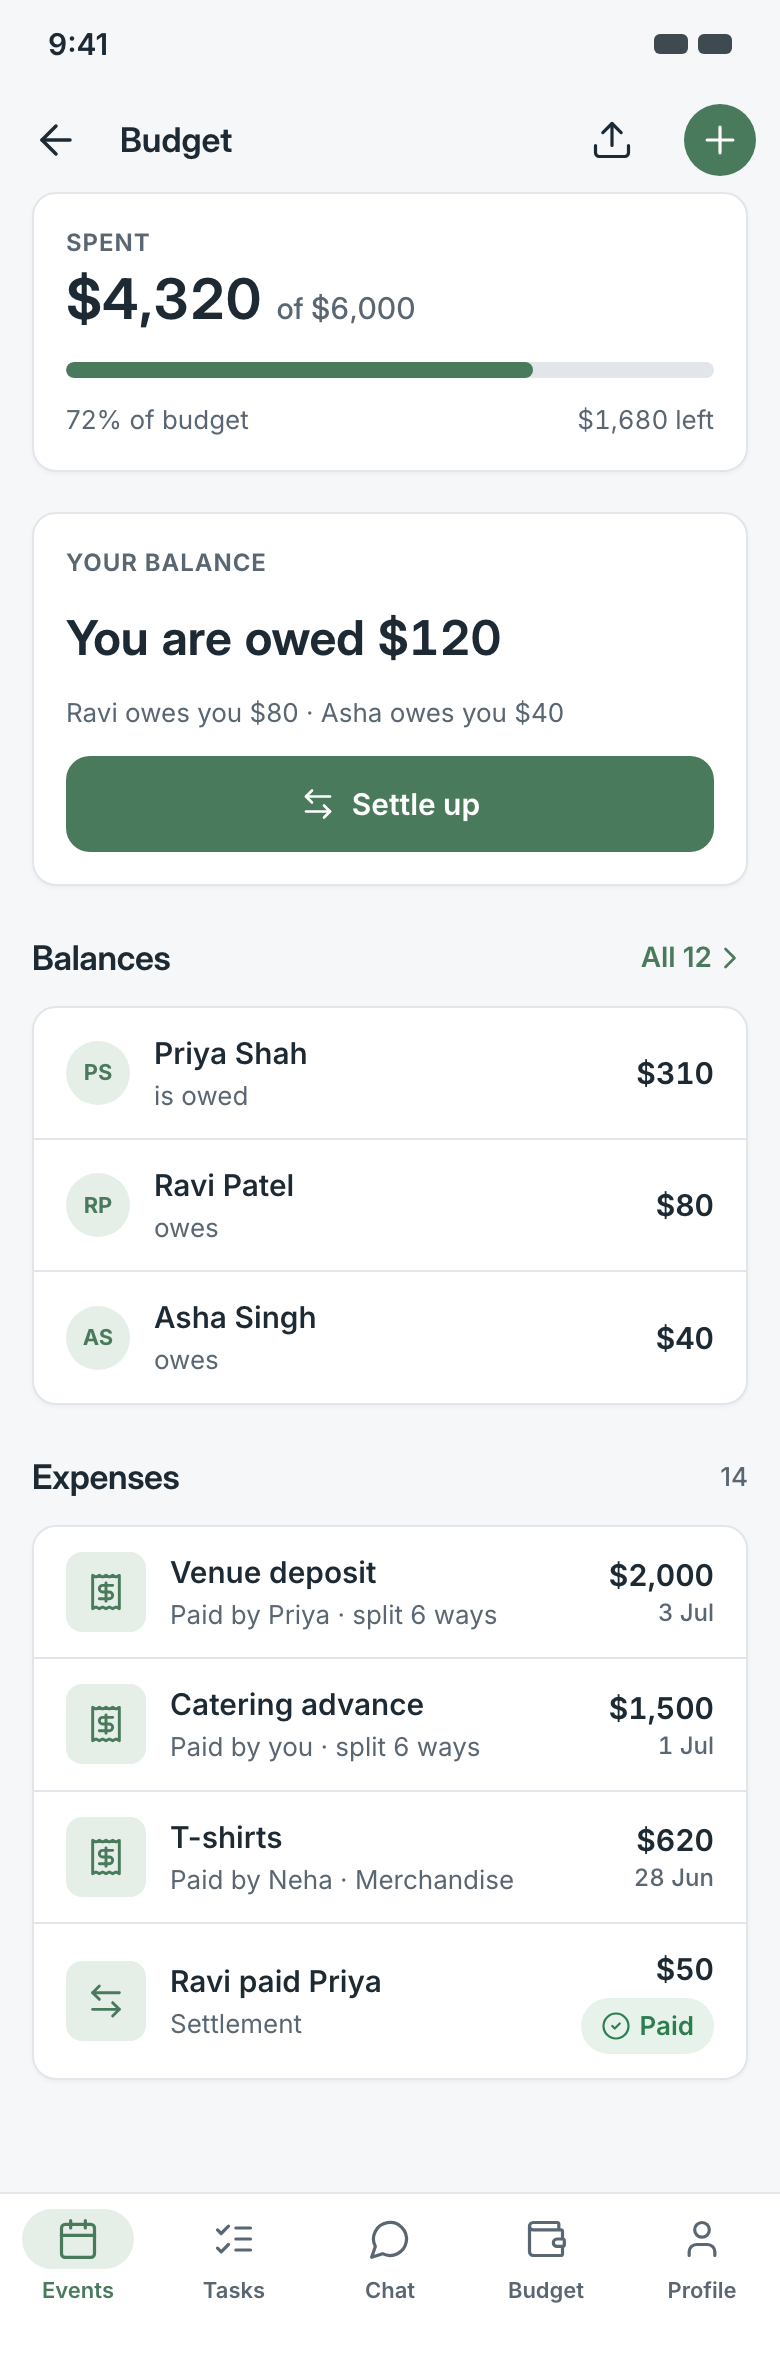 9:41
Budget
SPENT
$4,320 of $6,000
72% of budget $1,680 left
YOUR BALANCE
You are owed $120
Ravi owes you $80 · Asha owes you $40
Settle up
Balances All 12
PS Priya Shah $310
is owed
RP Ravi Patel $80
owes
AS Asha Singh $40
owes
Expenses 14
Venue deposit $2,000
Paid by Priya · split 6 ways 3 Jul
Catering advance $1,500
Paid by you · split 6 ways 1 Jul
T-shirts $620
Paid by Neha · Merchandise 28 Jun
Ravi paid Priya $50
Settlement Paid
Events Tasks Chat Budget Profile